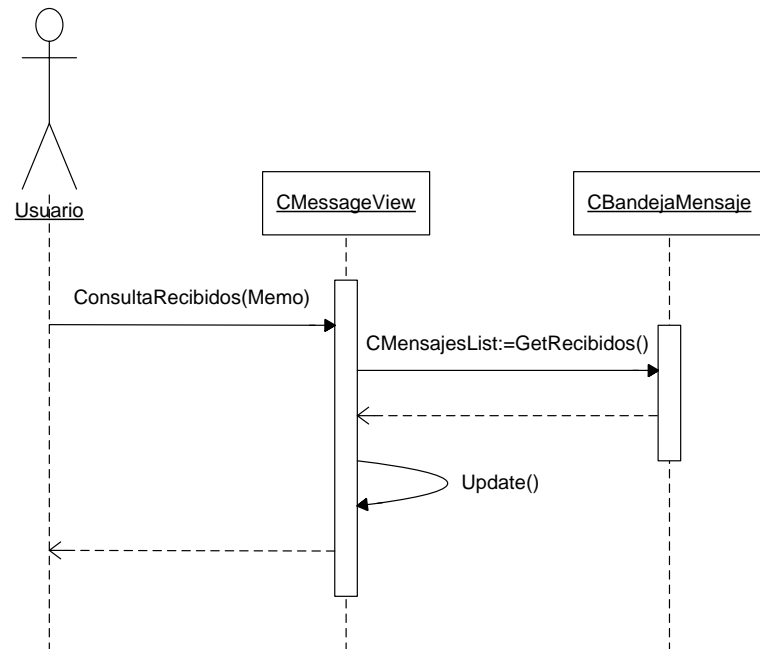 Usuario
CMessageView
CBandejaMensaje
ConsultaRecibidos(Memo)
CMensajesList:=GetRecibidos()
Update()